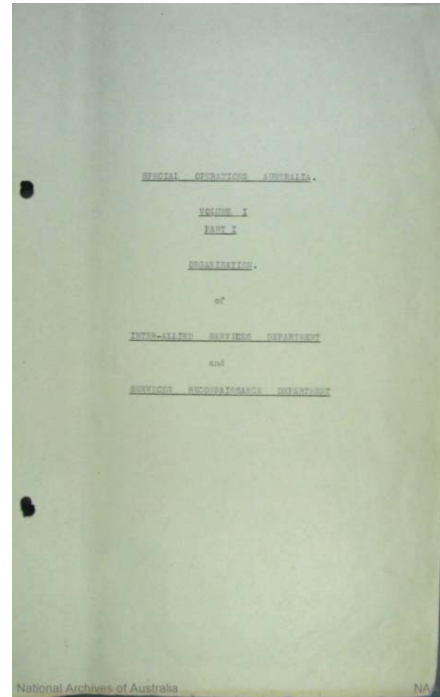 SPECIAL OPERATIONS AUSTRALIA.
VOLUME I
PART I
ORGANISATION.
of
INTER-ALLIED SERVICES DEPARTMENT
and
SERVICES RECONNAISSANCE DEPARTMENT
National Archives of Australia
NA